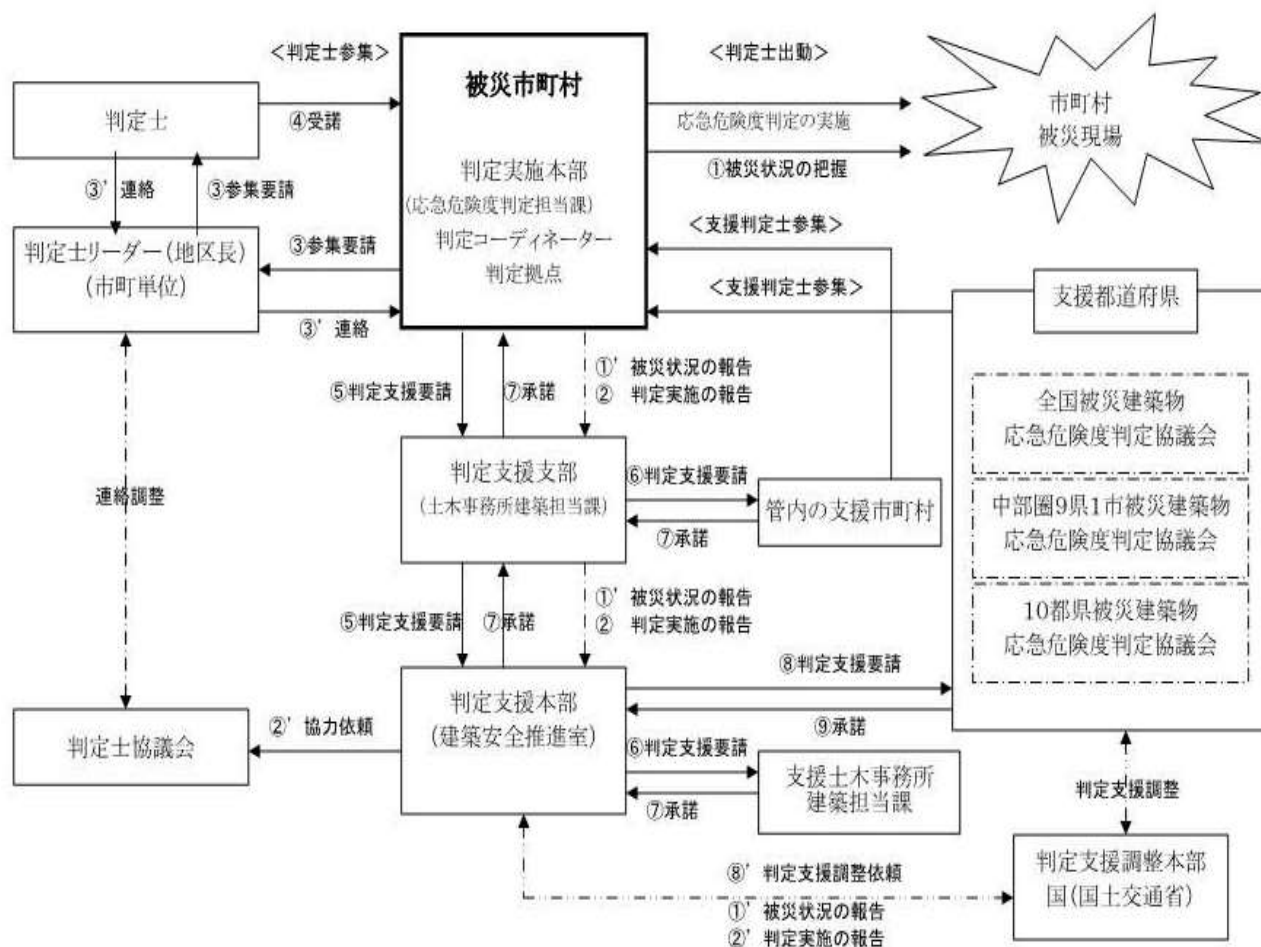 <判定士参集>
<判定士出動>
判定士
④受諾
被災市町村
判定実施本部
(応急危険度判定担当課)
判定コーディネーター
判定拠点
応急危険度判定の実施
①被災状況の把握
市町村
被災現場
③’連絡
③参集要請
判定士リーダー(地区長)
(市町単位)
③参集要請
③’連絡
<支援判定士参集>
<支援判定士参集>
支援都道府県
全国被災建築物
応急危険度判定協議会
中部圏9県1市被災建築物
応急危険度判定協議会
10都県被災建築物
応急危険度判定協議会
⑤判定支援要請
⑦承諾
①’被災状況の報告
② 判定実施の報告
判定支援支部
(土木事務所建築担当課)
⑥判定支援要請
⑦承諾
管内の支援市町村
連絡調整
⑤判定支援要請
⑦承諾
①’被災状況の報告
② 判定実施の報告
判定支援本部
(建築安全推進室)
⑧判定支援要請
⑨承諾
②’協力依頼
判定士協議会
⑥判定支援要請
⑦承諾
支援土木事務所
建築担当課
判定支援調整
判定支援調整本部
国(国土交通省)
⑧’判定支援調整依頼
①’被災状況の報告
②’判定実施の報告